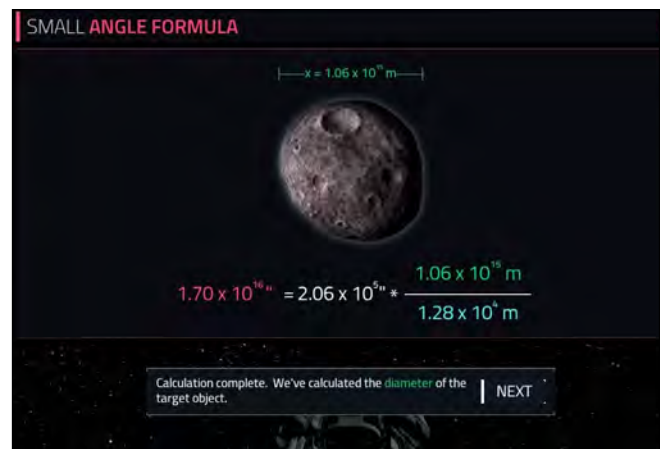 SMALL ANGLE FORMULA
x = 1.06 x 10¹⁵ m
1.70 x 10¹⁶ " = 2.06 x 10⁵" * 1.06 x 10¹⁵ m
1.28 x 10⁴ m
Calculation complete. We've calculated the diameter of the
target object.
NEXT